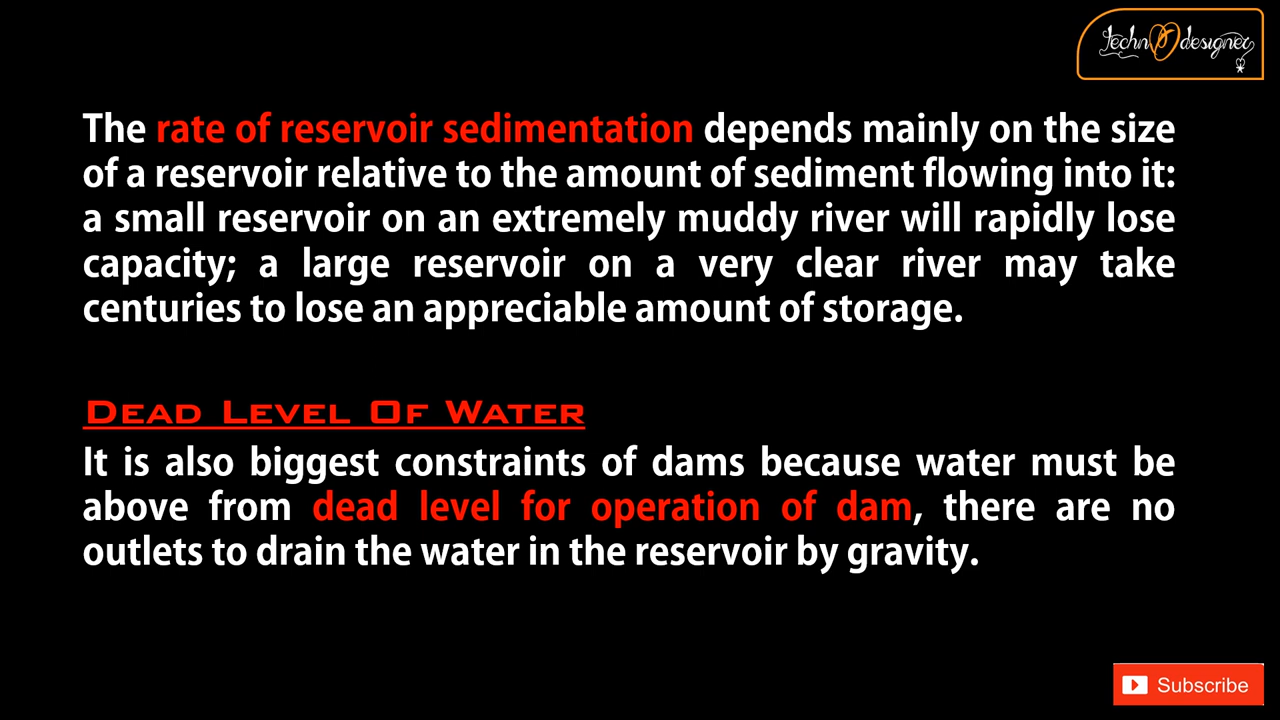 Techno designer
The rate of reservoir sedimentation depends mainly on the size
of a reservoir relative to the amount of sediment flowing into it:
a small reservoir on an extremely muddy river will rapidly lose
capacity; a large reservoir on a very clear river may take
centuries to lose an appreciable amount of storage.
Dead Level Of Water
It is also biggest constraints of dams because water must be
above from dead level for operation of dam, there are no
outlets to drain the water in the reservoir by gravity.
Subscribe